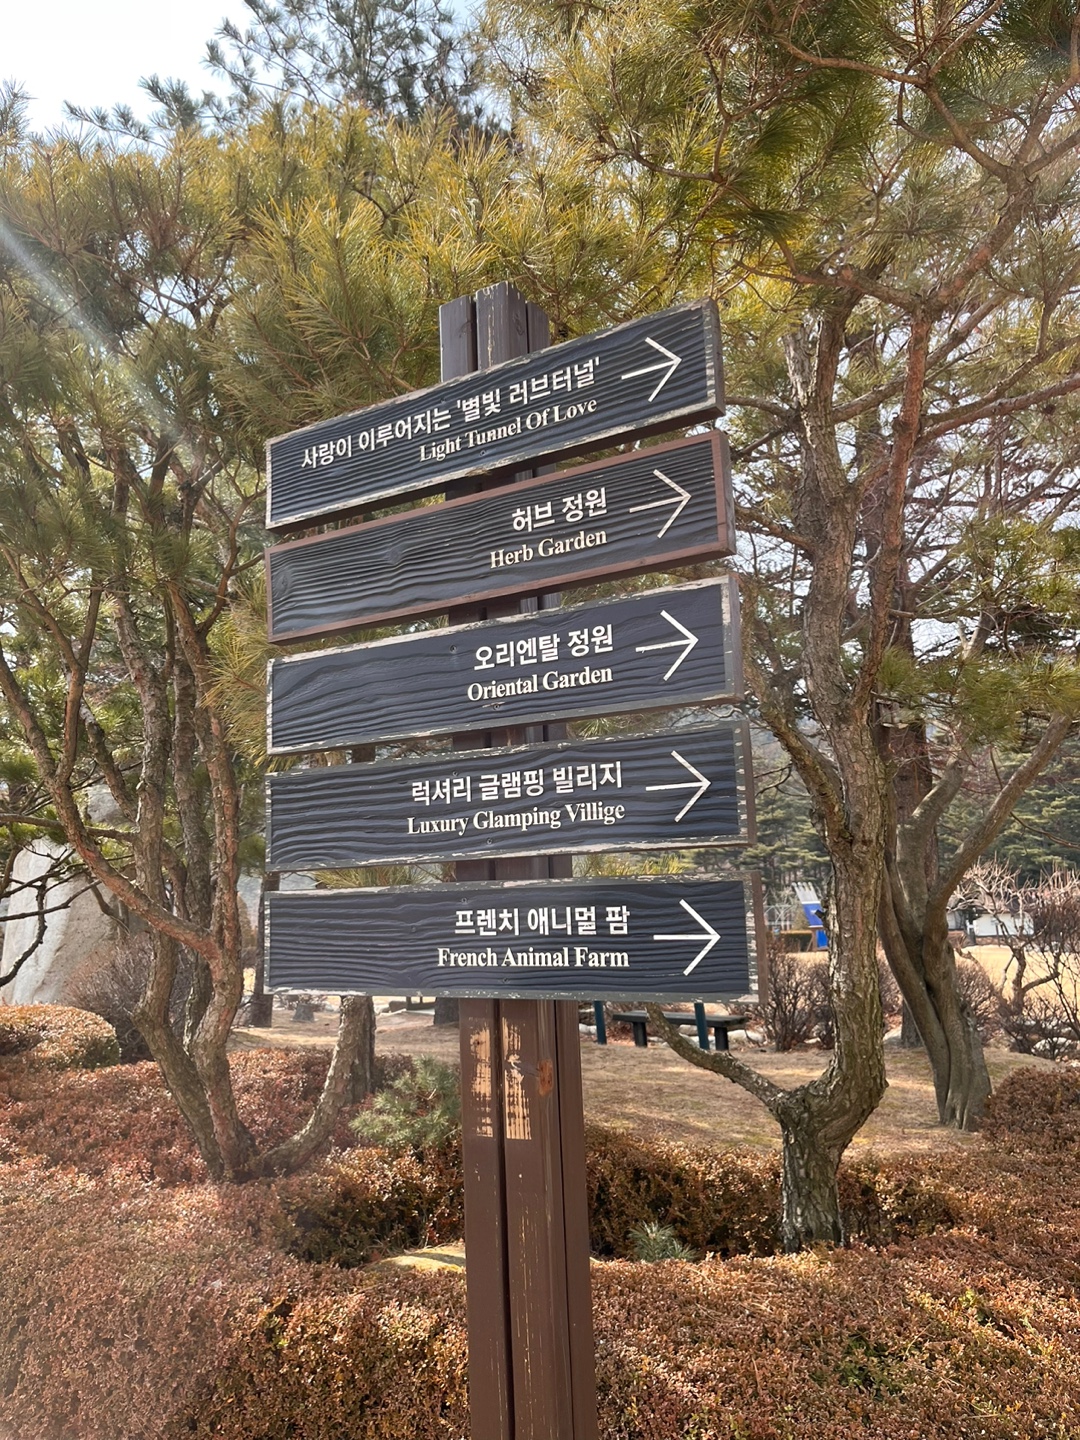 사랑이 이루어지는 '별빛 러브터널'
Light Tunnel Of Love
허브 정원
Herb Garden
오리엔탈 정원
Oriental Garden
럭셔리 글램핑 빌리지
Luxury Glamping Villige
프렌치 애니멀 팜
French Animal Farm